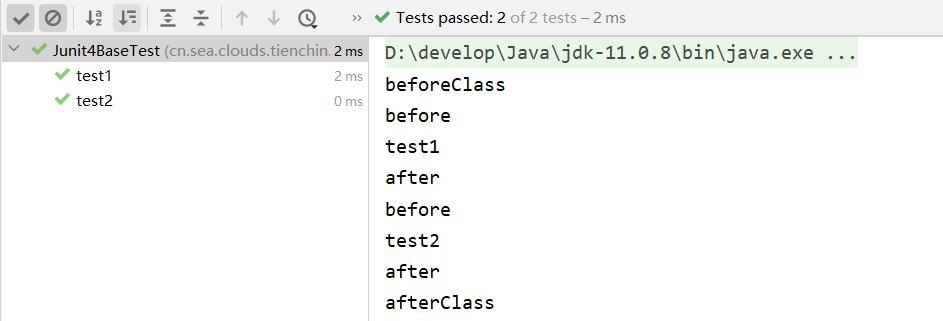 Tests passed: 2 of 2 tests – 2 ms
Junit4BaseTest (cn.sea.clouds.tienchin. 2 ms
test1 2 ms
test2 0 ms
D:\develop\Java\jdk-11.0.8\bin\java.exe ...
beforeClass
before
test1
after
before
test2
after
afterClass